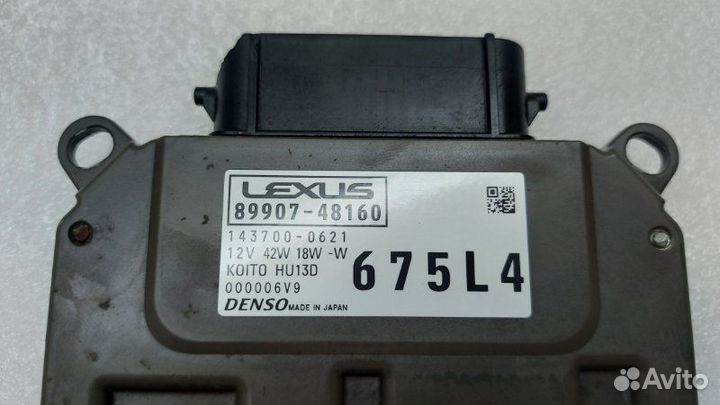 LEXUS
89907-48160
143700-0621
12V 42W 18W -W
KOITO HU13D
000006V9
675L4
DENSO MADE IN JAPAN
Avito